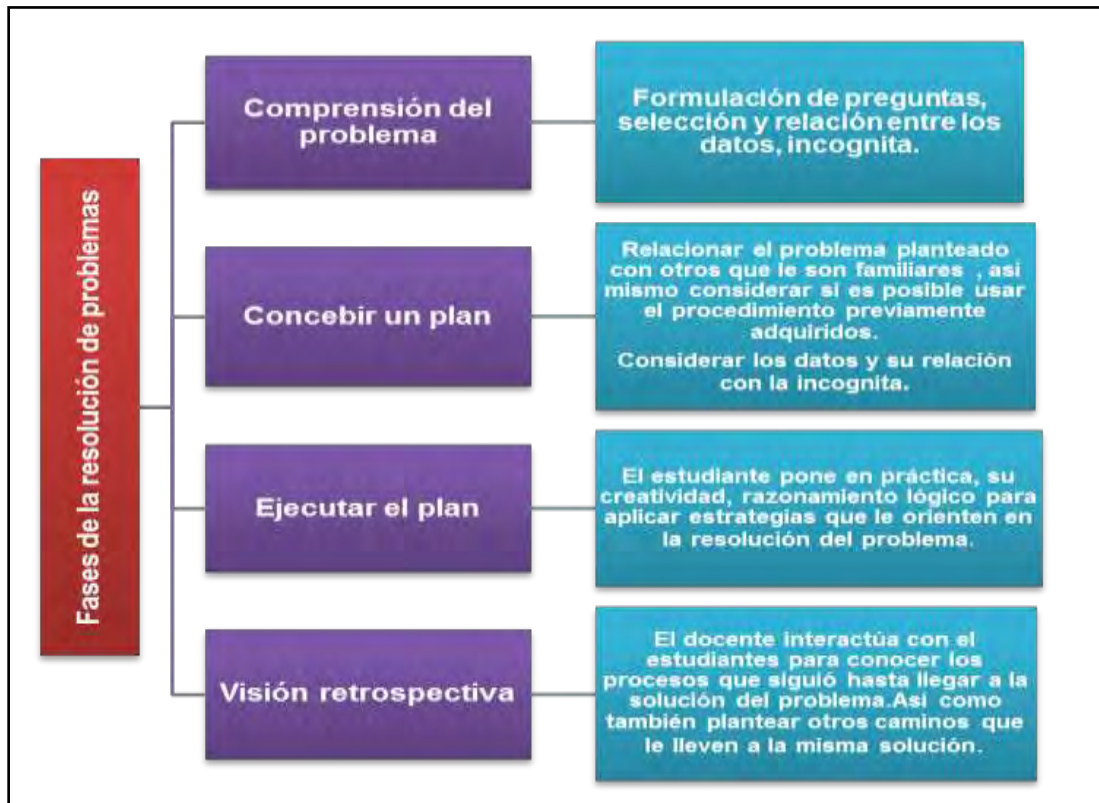 Fases de la resolución de problemas
Comprensión del
problema
Formulación de preguntas,
selección y relación entre los
datos, incognita.
Concebir un plan
Relacionar el problema planteado
con otros que le son familiares , asi
mismo considerar si es posible usar
el procedimiento previamente
adquiridos.
Considerar los datos y su relación
con la incognita.
Ejecutar el plan
El estudiante pone en práctica, su
creatividad, razonamiento lógico para
aplicar estrategias que le orienten en
la resolución del problema.
Visión retrospectiva
El docente interactúa con el
estudiantes para conocer los
procesos que siguió hasta llegar a la
solución del problema.Asi como
también plantear otros caminos que
le lleven a la misma solución.